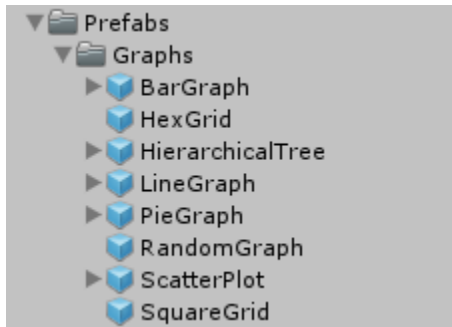 Prefabs
Graphs
BarGraph
HexGrid
HierarchicalTree
LineGraph
PieGraph
RandomGraph
ScatterPlot
SquareGrid